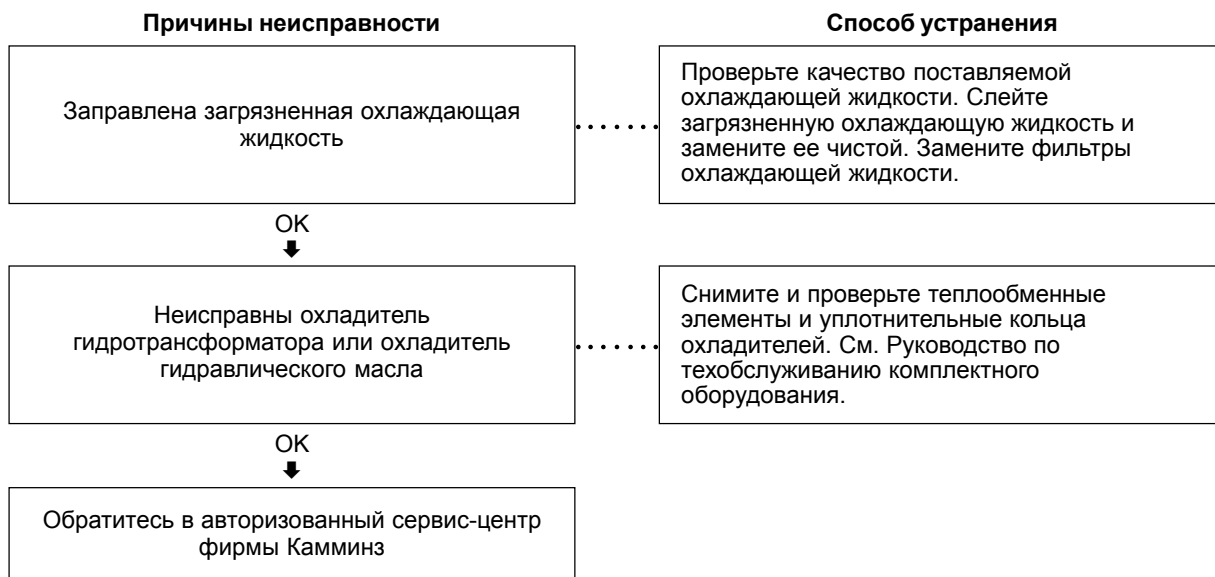 Причины неисправности
Способ устранения
Заправлена загрязненная охлаждающая
жидкость
Проверьте качество поставляемой
охлаждающей жидкости. Слейте
загрязненную охлаждающую жидкость и
замените ее чистой. Замените фильтры
охлаждающей жидкости.
OK
Неисправны охладитель
гидротрансформатора или охладитель
гидравлического масла
Снимите и проверьте теплообменные
элементы и уплотнительные кольца
охладителей. См. Руководство по
техобслуживанию комплектного
оборудования.
OK
Обратитесь в авторизованный сервис-центр
фирмы Камминз